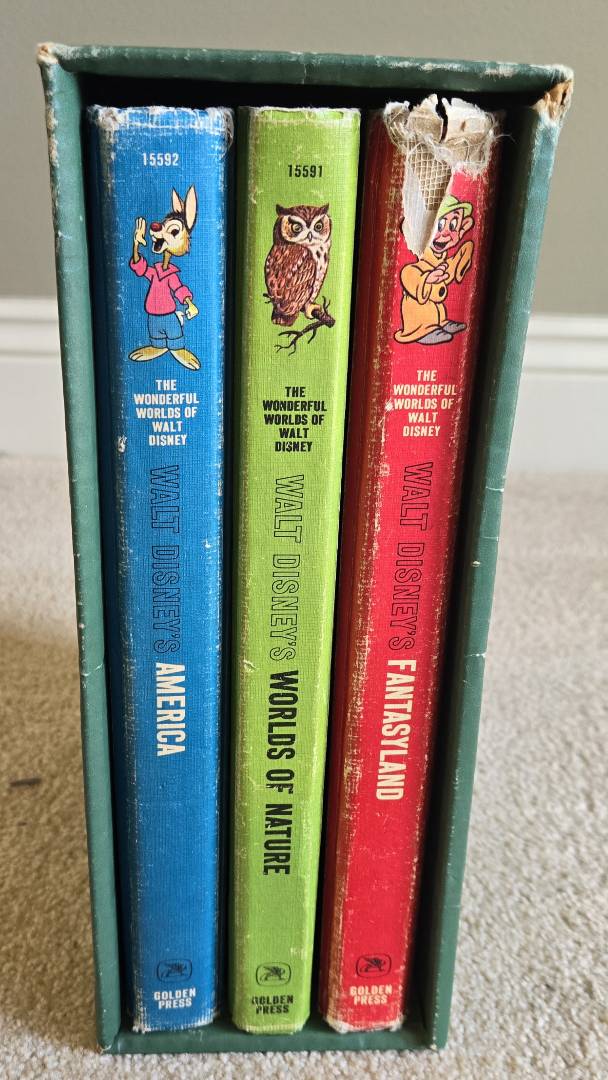 15592
THE
WONDERFUL
WORLDS OF
WALT
DISNEY
WALT DISNEY'S AMERICA
GOLDEN
PRESS
15591
THE
WONDERFUL
WORLDS OF
WALT
DISNEY
WALT DISNEY'S WORLDS OF NATURE
GOLDEN
PRESS
THE
WONDERFUL
WORLDS OF
WALT
DISNEY
WALT DISNEY'S FANTASYLAND
GOLDEN
PRESS